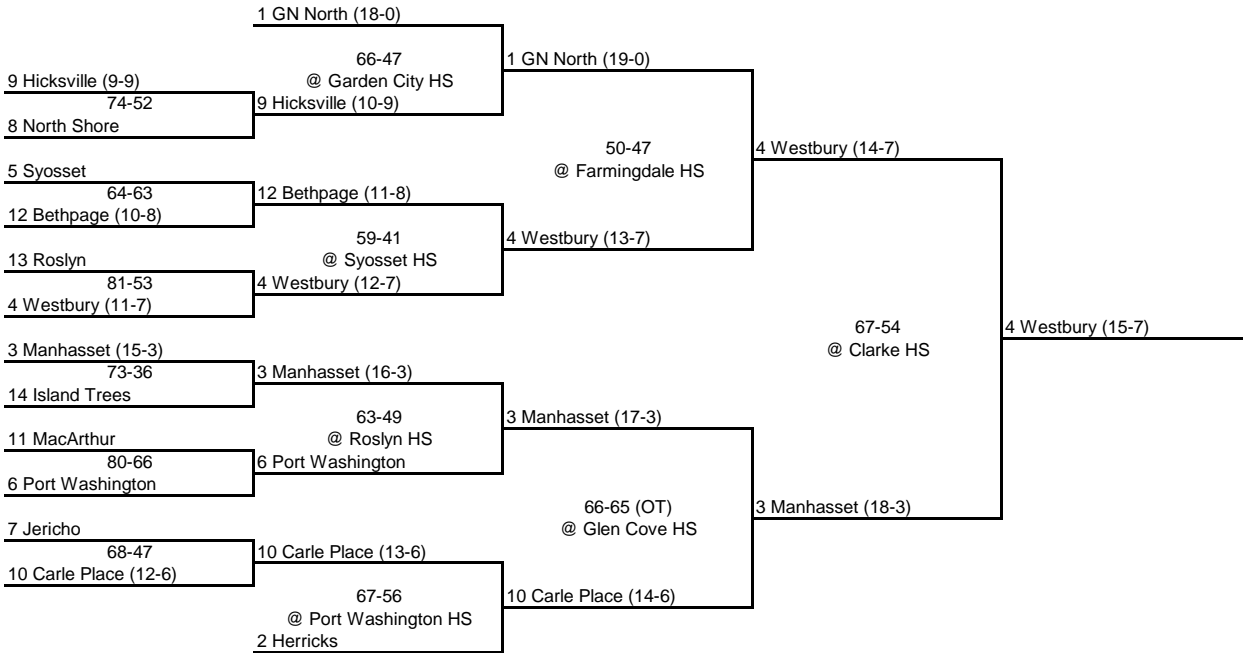 1 GN North (18-0)
66-47
@ Garden City HS
1 GN North (19-0)
9 Hicksville (9-9)
74-52
9 Hicksville (10-9)
8 North Shore
50-47
@ Farmingdale HS
4 Westbury (14-7)
5 Syosset
64-63
12 Bethpage (11-8)
12 Bethpage (10-8)
59-41
@ Syosset HS
4 Westbury (13-7)
13 Roslyn
81-53
4 Westbury (12-7)
4 Westbury (11-7)
67-54
@ Clarke HS
4 Westbury (15-7)
3 Manhasset (15-3)
73-36
3 Manhasset (16-3)
14 Island Trees
63-49
@ Roslyn HS
3 Manhasset (17-3)
11 MacArthur
80-66
6 Port Washington
6 Port Washington
66-65 (OT)
@ Glen Cove HS
3 Manhasset (18-3)
7 Jericho
68-47
10 Carle Place (13-6)
10 Carle Place (12-6)
67-56
@ Port Washington HS
10 Carle Place (14-6)
2 Herricks